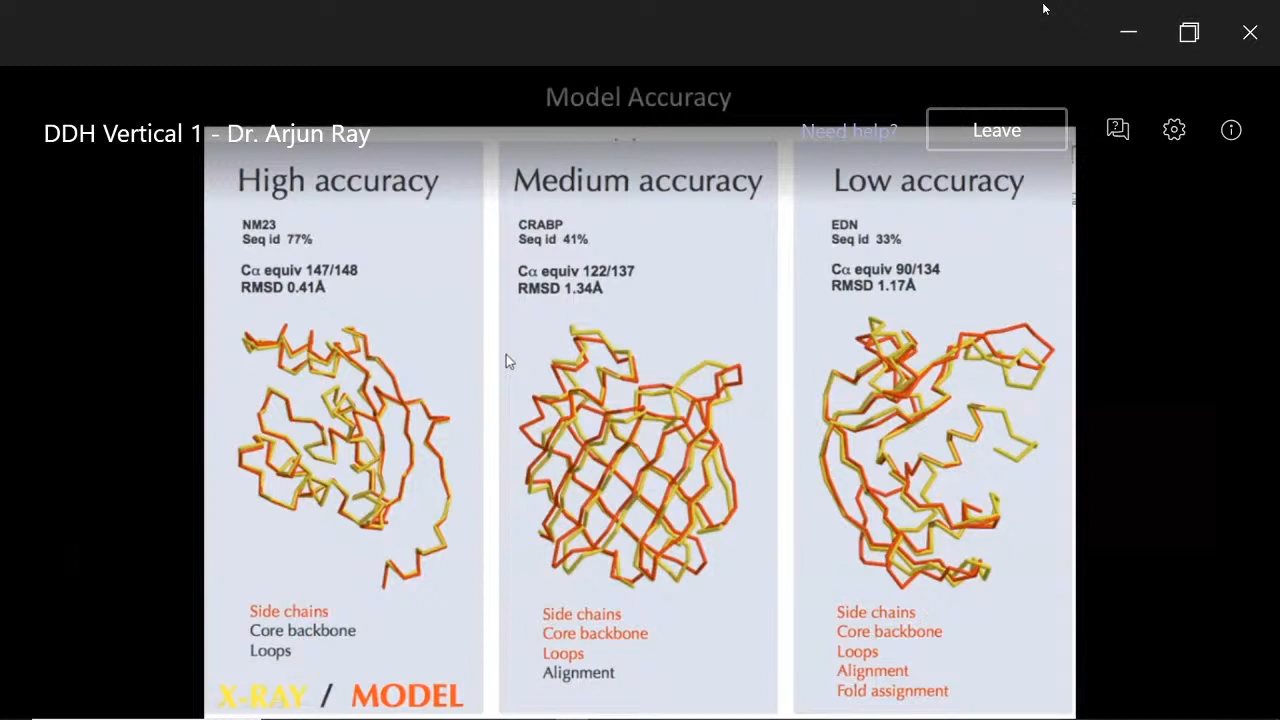 Model Accuracy
DDH Vertical 1 - Dr. Arjun Ray
Need help?
Leave
High accuracy
NM23
Seq id 77%
Cα equiv 147/148
RMSD 0.41Å
Side chains
Core backbone
Loops
X-RAY / MODEL
Medium accuracy
CRABP
Seq id 41%
Cα equiv 122/137
RMSD 1.34Å
Side chains
Core backbone
Loops
Alignment
Low accuracy
EDN
Seq id 33%
Cα equiv 90/134
RMSD 1.17Å
Side chains
Core backbone
Loops
Alignment
Fold assignment